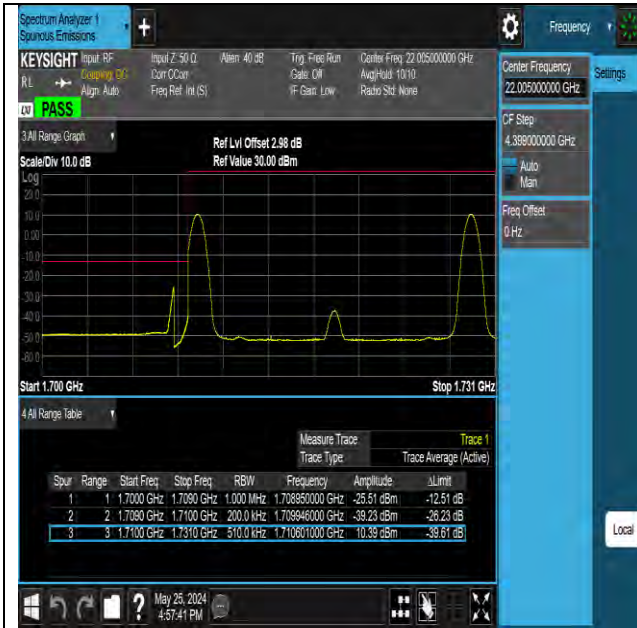 Spectrum Analyzer 1
Spurious Emissions
Frequency
KEYSIGHT Input: RF Input Z: 50 Ω Atten: 40 dB Trig: Free Run Center Freq: 22.005000000 GHz
RL Coupling: DC Corr CCorr Gate: Off Avg|Hold: 10/10
Align: Auto Freq Ref: Int (S) IF Gain: Low Radio Std: None
PASS
3 All Range Graph
Ref Lvl Offset 2.98 dB
Scale/Div 10.0 dB Ref Value 30.00 dBm
Log
20.0
10.0
0.00
-10.0
-20.0
-30.0
-40.0
-50.0
-60.0
Start 1.700 GHz Stop 1.731 GHz
4 All Range Table
Measure Trace Trace 1
Trace Type Trace Average (Active)
Spur Range Start Freq Stop Freq RBW Frequency Amplitude ΔLimit
1 1 1.7000 GHz 1.7090 GHz 1.000 MHz 1.708950000 GHz -25.51 dBm -12.51 dB
2 2 1.7090 GHz 1.7100 GHz 200.0 kHz 1.709946000 GHz -39.23 dBm -26.23 dB
3 3 1.7100 GHz 1.7310 GHz 510.0 kHz 1.710601000 GHz 10.39 dBm -39.61 dB
Center Frequency
22.005000000 GHz
Settings
CF Step
4.399000000 GHz
Auto
Man
Freq Offset
0 Hz
Local
?
May 25, 2024
4:57:41 PM